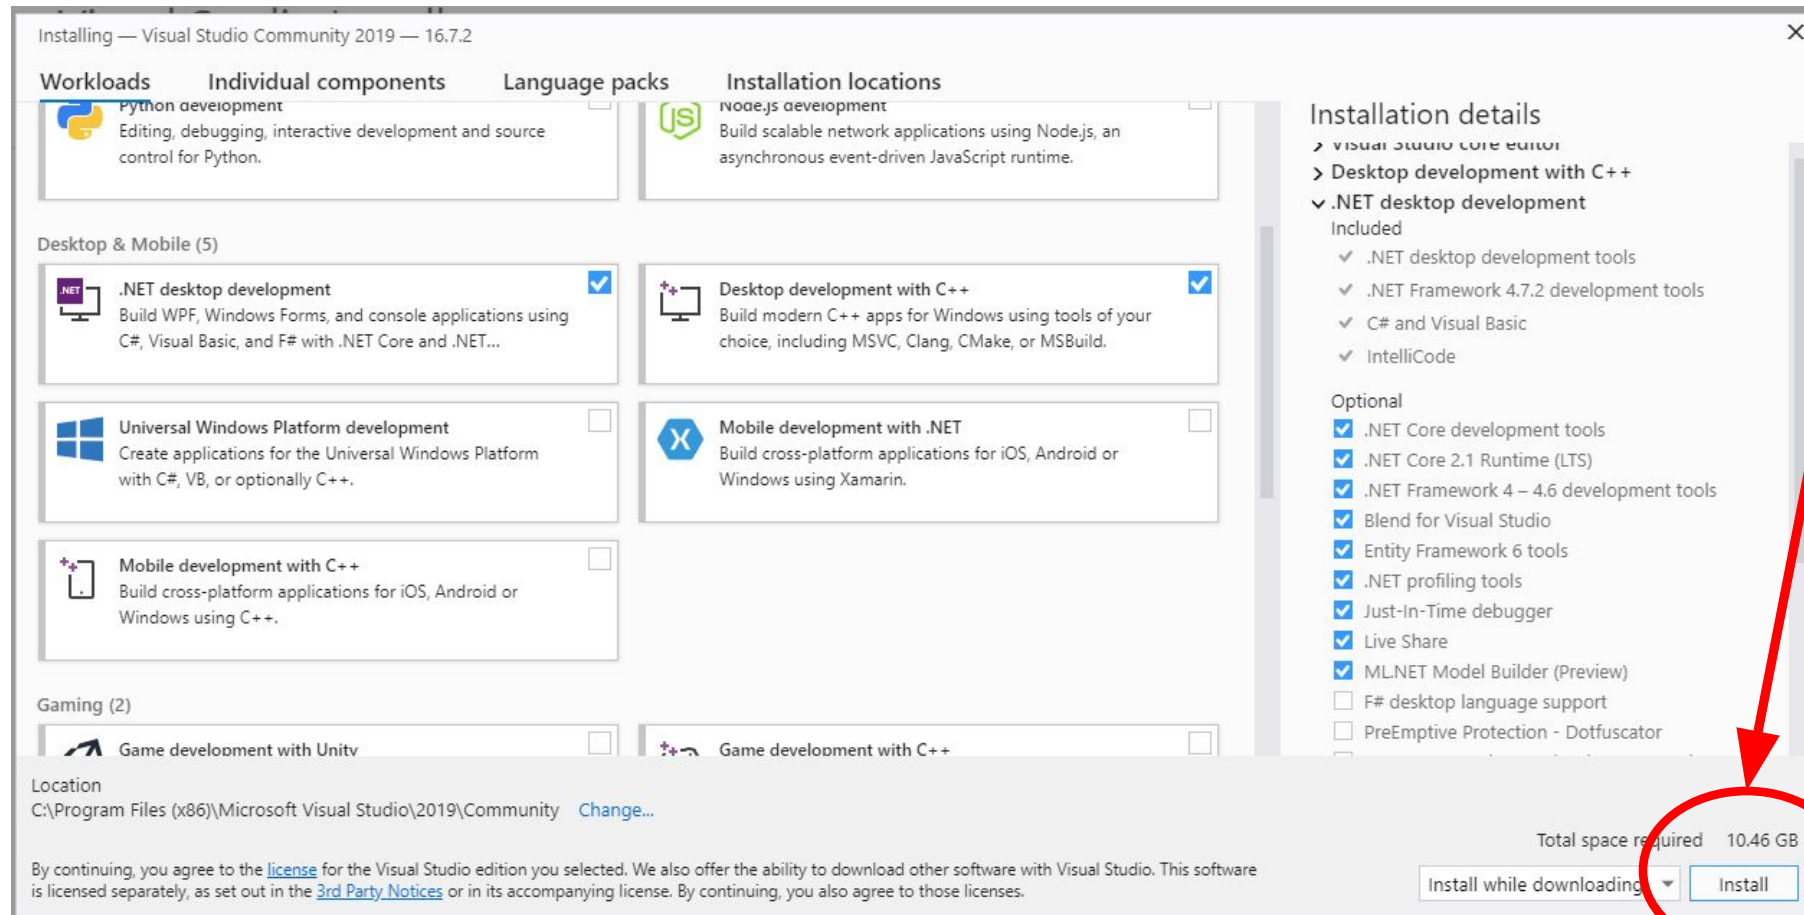 Installing — Visual Studio Community 2019 — 16.7.2
Workloads Individual components Language packs Installation locations
Python development
Editing, debugging, interactive development and source
control for Python.
Node.js development
Build scalable network applications using Node.js, an
asynchronous event-driven JavaScript runtime.
Desktop & Mobile (5)
.NET
.NET desktop development
Build WPF, Windows Forms, and console applications using
C#, Visual Basic, and F# with .NET Core and .NET...
Desktop development with C++
Build modern C++ apps for Windows using tools of your
choice, including MSVC, Clang, CMake, or MSBuild.
Universal Windows Platform development
Create applications for the Universal Windows Platform
with C#, VB, or optionally C++.
Mobile development with .NET
Build cross-platform applications for iOS, Android or
Windows using Xamarin.
Mobile development with C++
Build cross-platform applications for iOS, Android or
Windows using C++.
Gaming (2)
Game development with Unity
Game development with C++
Installation details
Visual Studio core editor
Desktop development with C++
.NET desktop development
Included
.NET desktop development tools
.NET Framework 4.7.2 development tools
C# and Visual Basic
IntelliCode
Optional
.NET Core development tools
.NET Core 2.1 Runtime (LTS)
.NET Framework 4 – 4.6 development tools
Blend for Visual Studio
Entity Framework 6 tools
.NET profiling tools
Just-In-Time debugger
Live Share
ML.NET Model Builder (Preview)
F# desktop language support
PreEmptive Protection - Dotfuscator
Location
C:\Program Files (x86)\Microsoft Visual Studio\2019\Community Change...
By continuing, you agree to the license for the Visual Studio edition you selected. We also offer the ability to download other software with Visual Studio. This software
is licensed separately, as set out in the 3rd Party Notices or in its accompanying license. By continuing, you also agree to those licenses.
Total space required 10.46 GB
Install while downloading Install